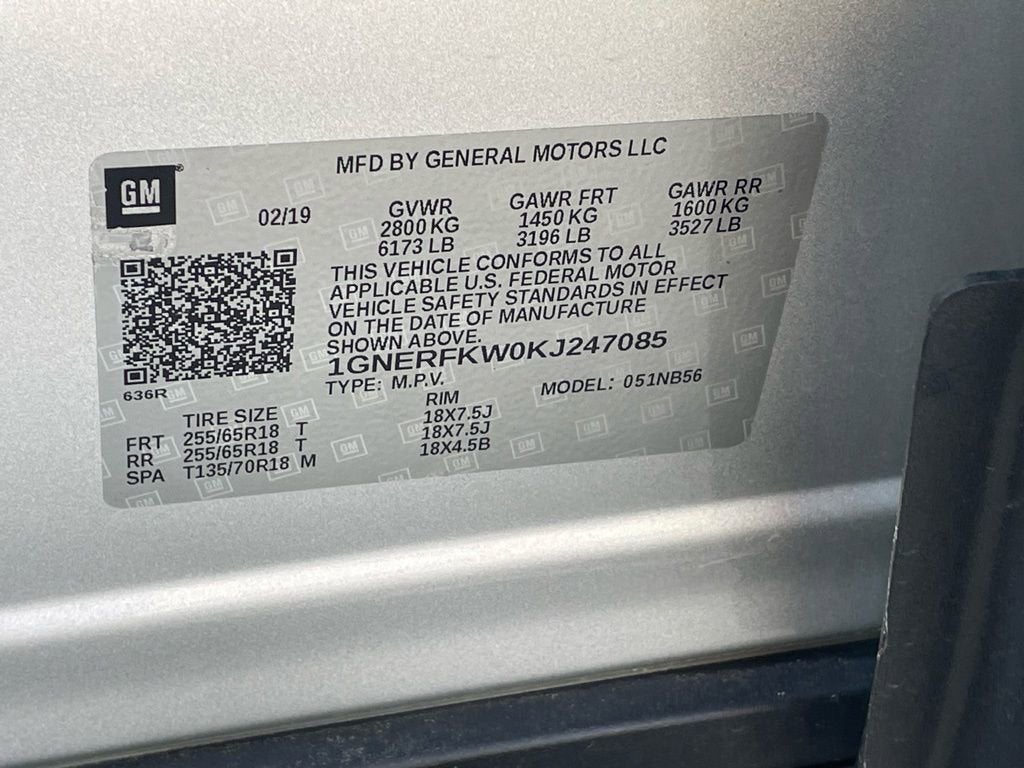 MFD BY GENERAL MOTORS LLC
GM
02/19
GVWR GAWR FRT GAWR RR
2800 KG 1450 KG 1600 KG
6173 LB 3196 LB 3527 LB
THIS VEHICLE CONFORMS TO ALL
APPLICABLE U.S. FEDERAL MOTOR
VEHICLE SAFETY STANDARDS IN EFFECT
ON THE DATE OF MANUFACTURE
SHOWN ABOVE.
1GNERFKW0KJ247085
TYPE: M.P.V. MODEL: 051NB56
636R
TIRE SIZE RIM
FRT 255/65R18 T 18X7.5J
RR 255/65R18 T 18X7.5J
SPA T135/70R18 M 18X4.5B